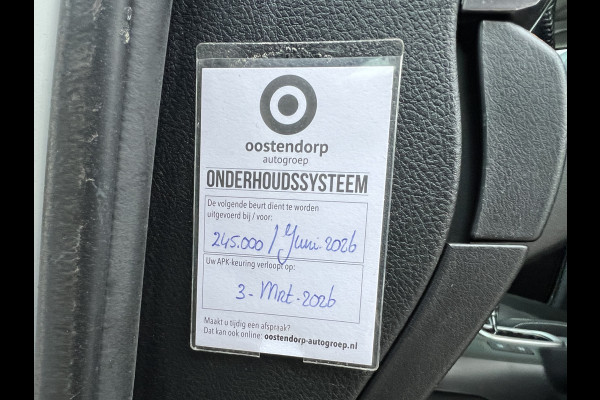 oostendorp
autogroep
ONDERHOUDSSYSTEEM
De volgende beurt dient te worden
uitgevoerd bij / voor:
245.000 / Juni-2026
Uw APK-keuring verloopt op:
3-Mrt-2026
Maakt u tijdig een afspraak?
Dat kan ook online: oostendorp-autogroep.nl